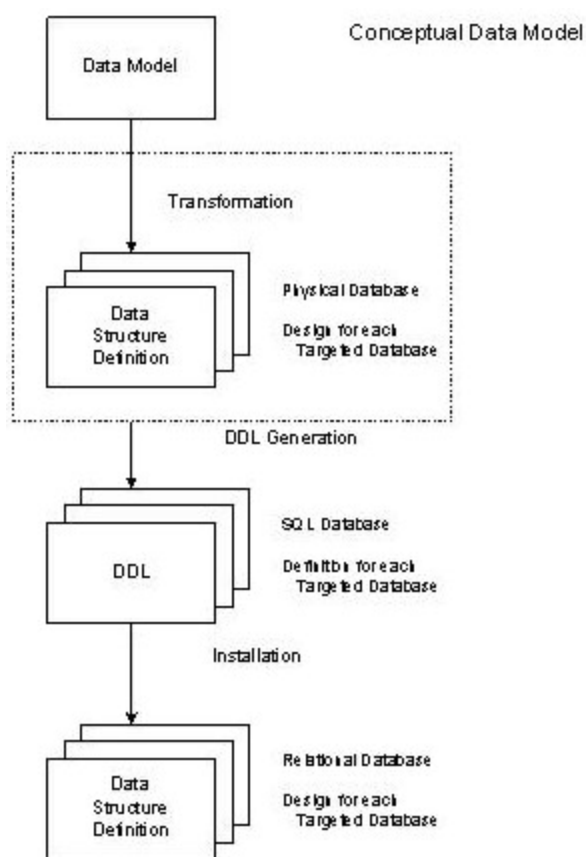 Conceptual Data Model
Data Model
Transformation
Data
Structure
Definition
Physical Database
Design for each
Targeted Database
DDL Generation
DDL
SQL Database
Definition for each
Targeted Database
Installation
Data
Structure
Definition
Relational Database
Design for each
Targeted Database